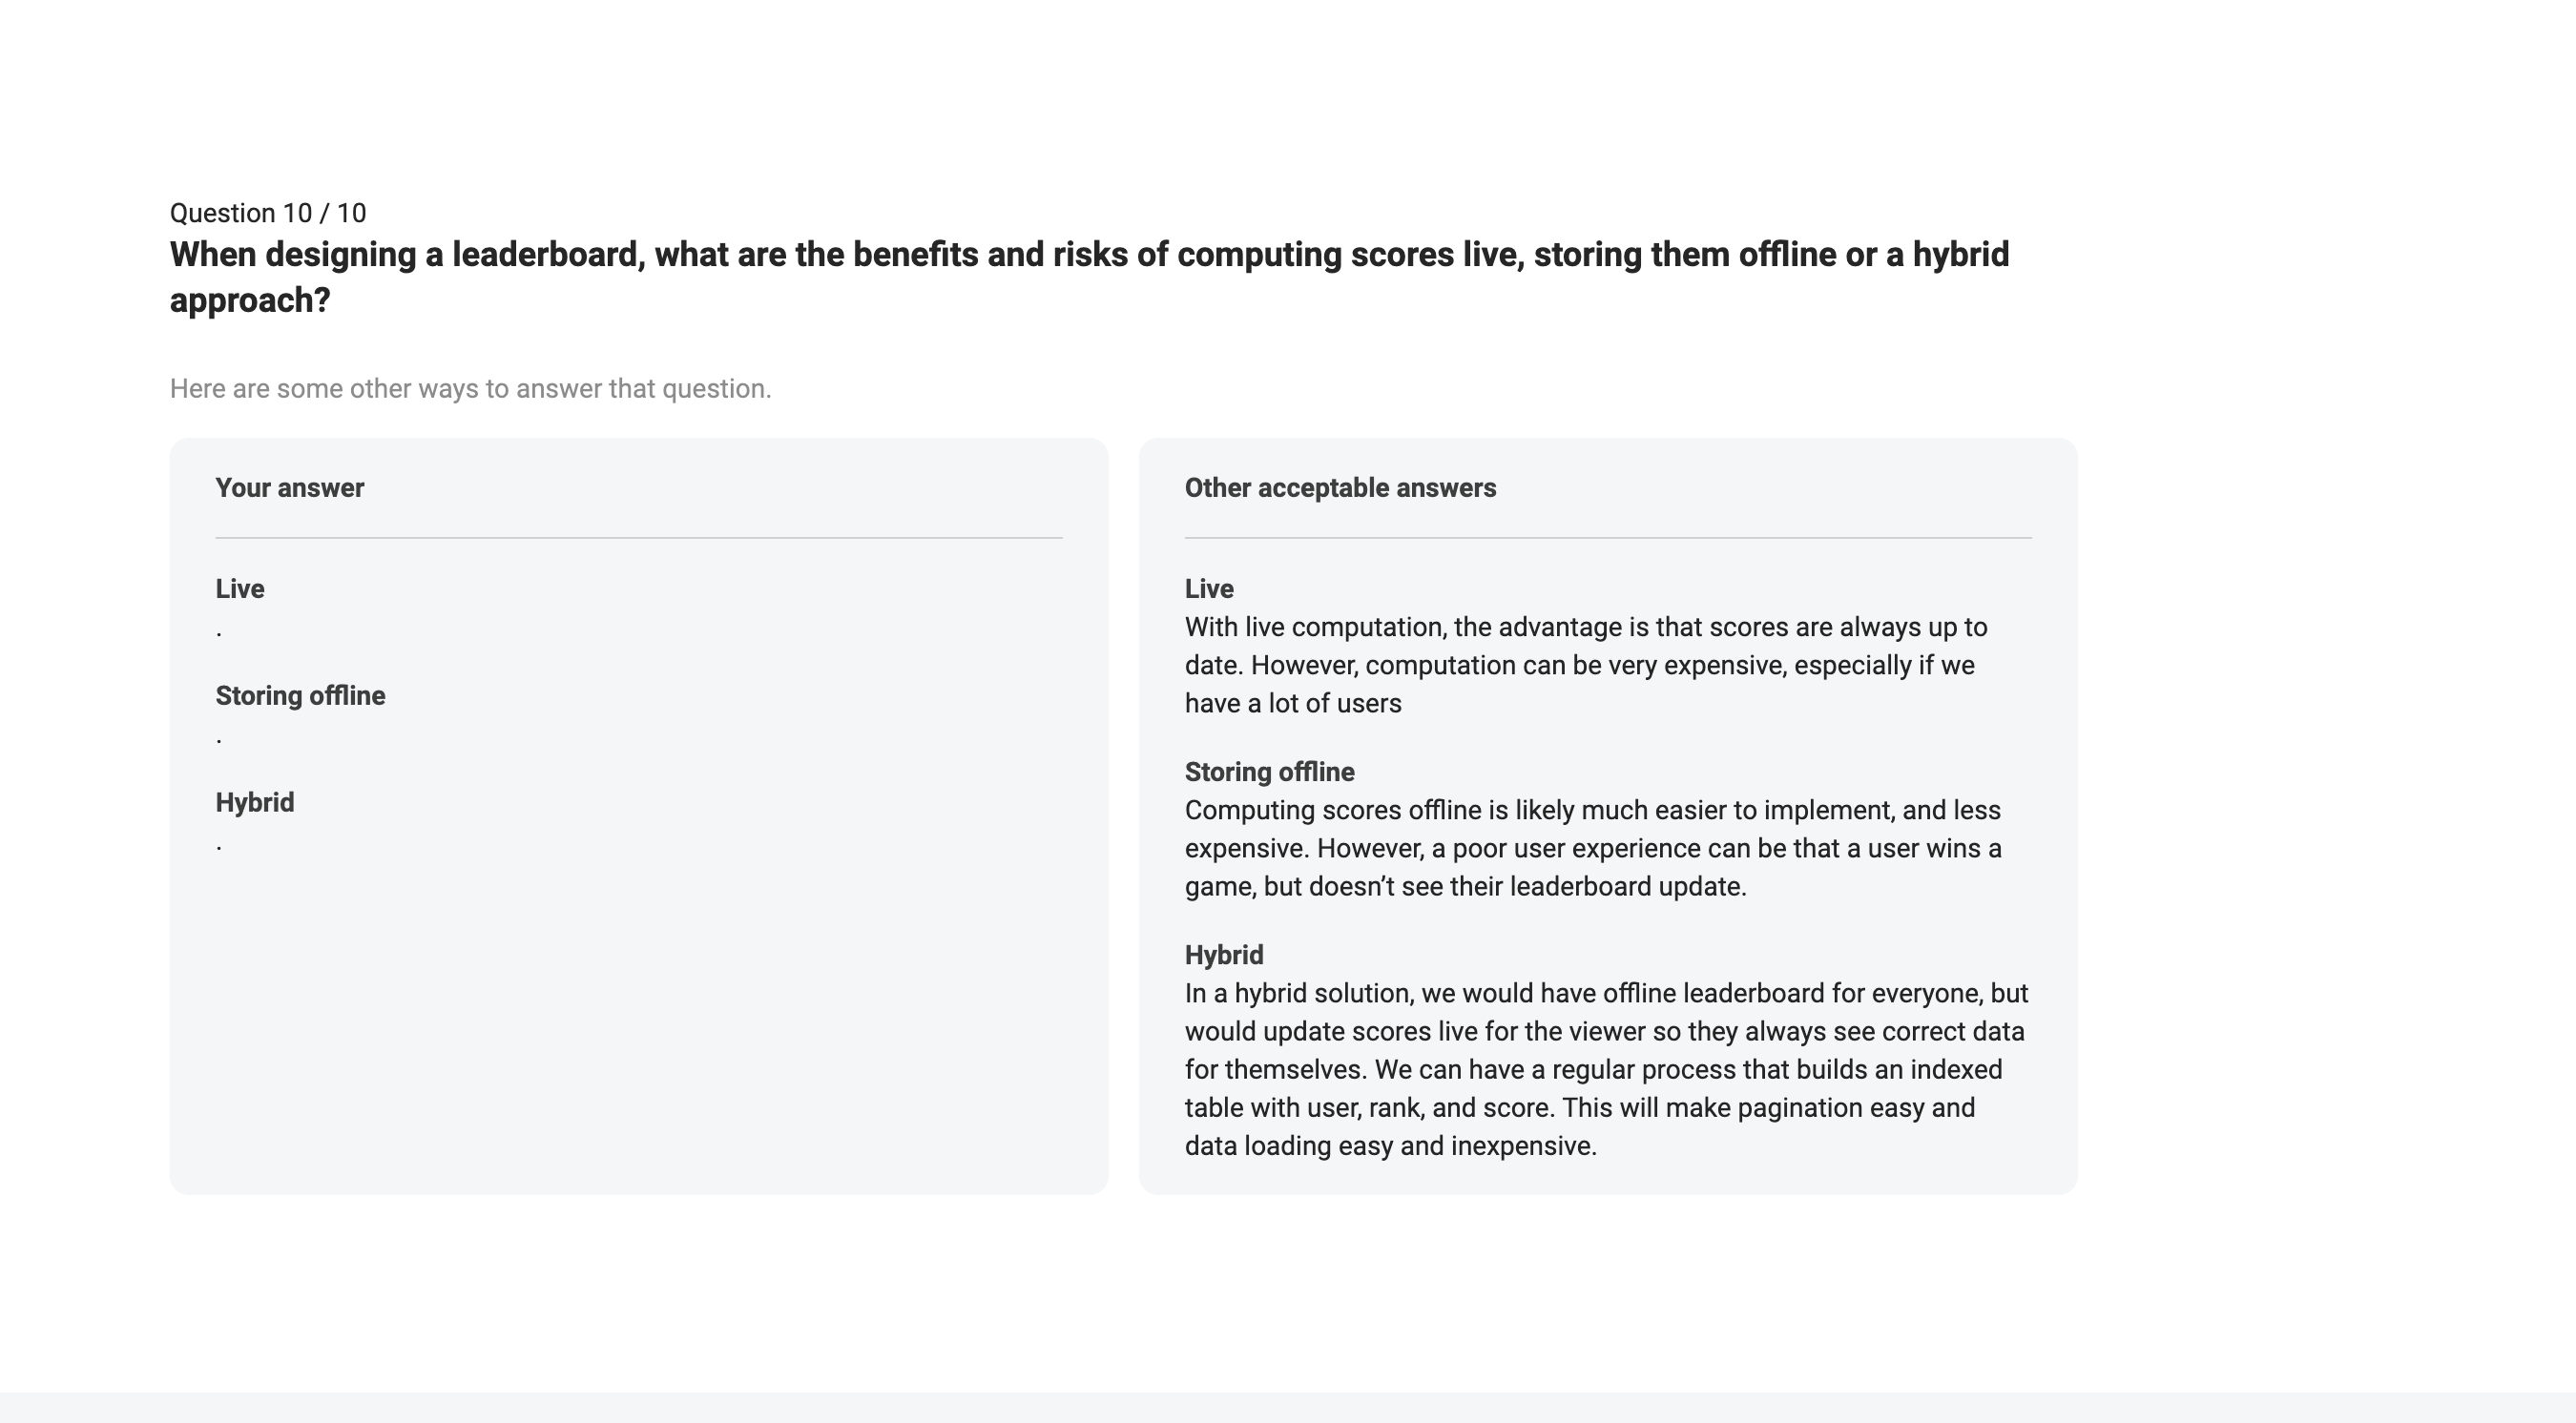 Question 10 / 10
When designing a leaderboard, what are the benefits and risks of computing scores live, storing them offline or a hybrid
approach?
Here are some other ways to answer that question.
Your answer
Live
.
Storing offline
.
Hybrid
.
Other acceptable answers
Live
With live computation, the advantage is that scores are always up to
date. However, computation can be very expensive, especially if we
have a lot of users
Storing offline
Computing scores offline is likely much easier to implement, and less
expensive. However, a poor user experience can be that a user wins a
game, but doesn’t see their leaderboard update.
Hybrid
In a hybrid solution, we would have offline leaderboard for everyone, but
would update scores live for the viewer so they always see correct data
for themselves. We can have a regular process that builds an indexed
table with user, rank, and score. This will make pagination easy and
data loading easy and inexpensive.